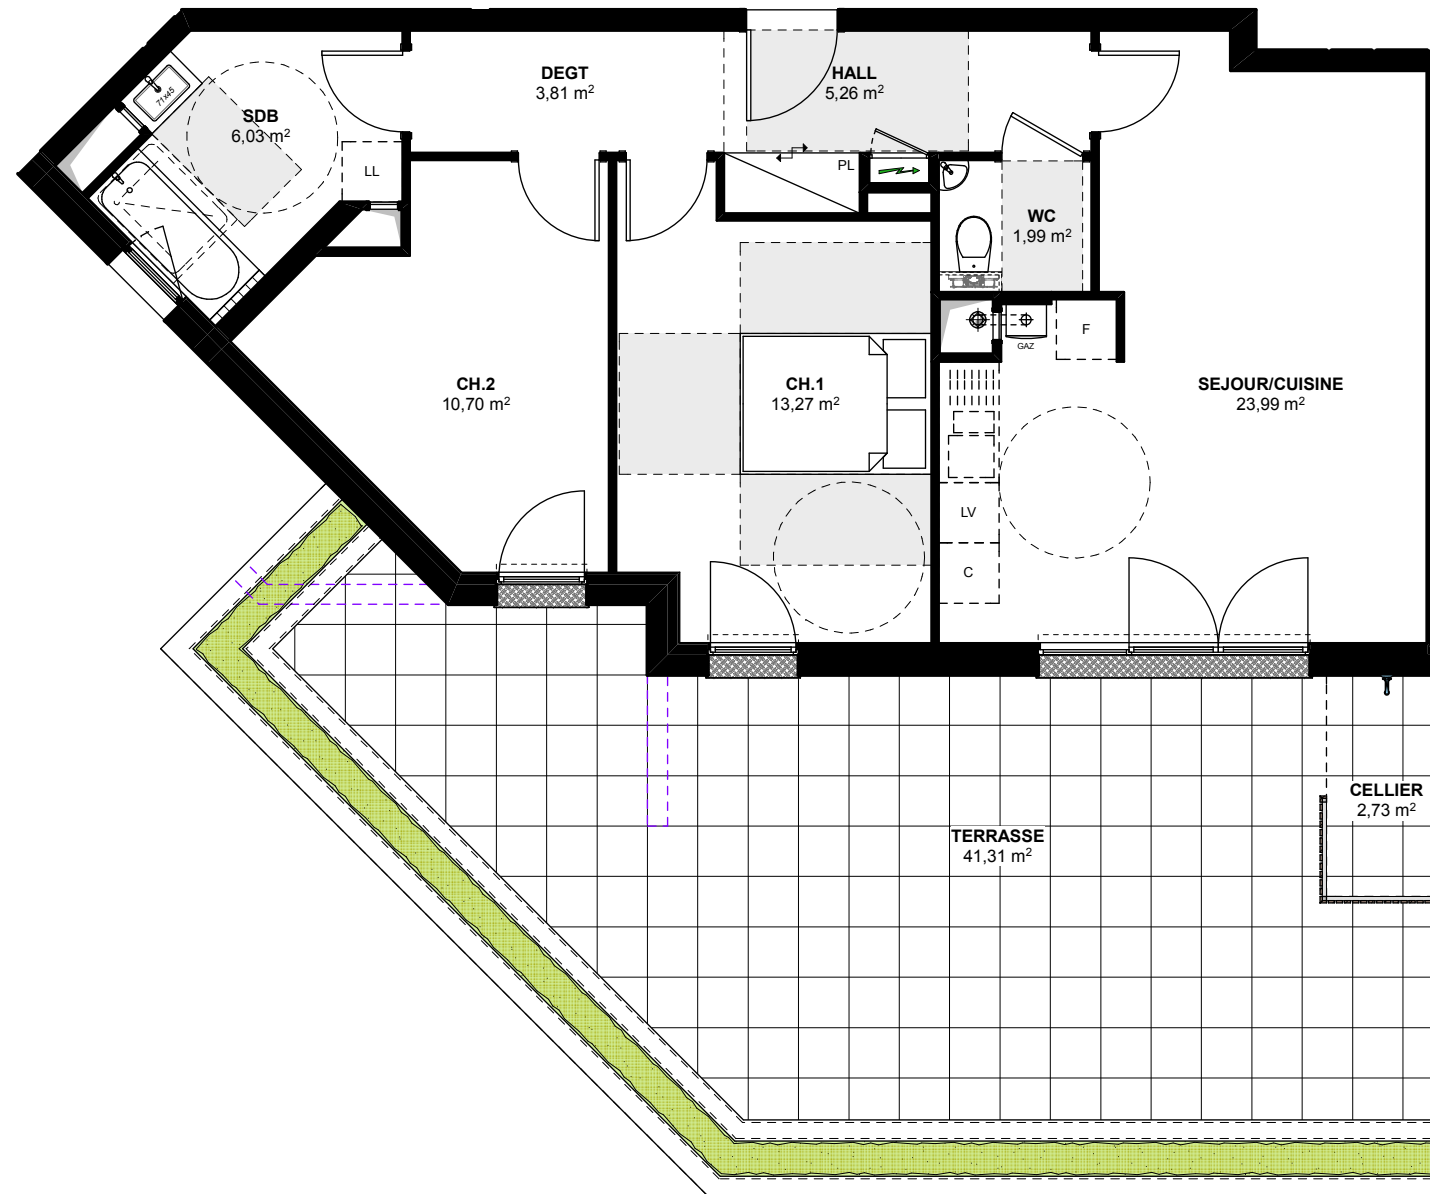 DEGT
3,81 m²
HALL
5,26 m²
SDB
6,03 m²
71x45
LL
PL
WC
1,99 m²
GAZ
F
CH.2
10,70 m²
CH.1
13,27 m²
SEJOUR/CUISINE
23,99 m²
LV
C
CELLIER
2,73 m²
TERRASSE
41,31 m²